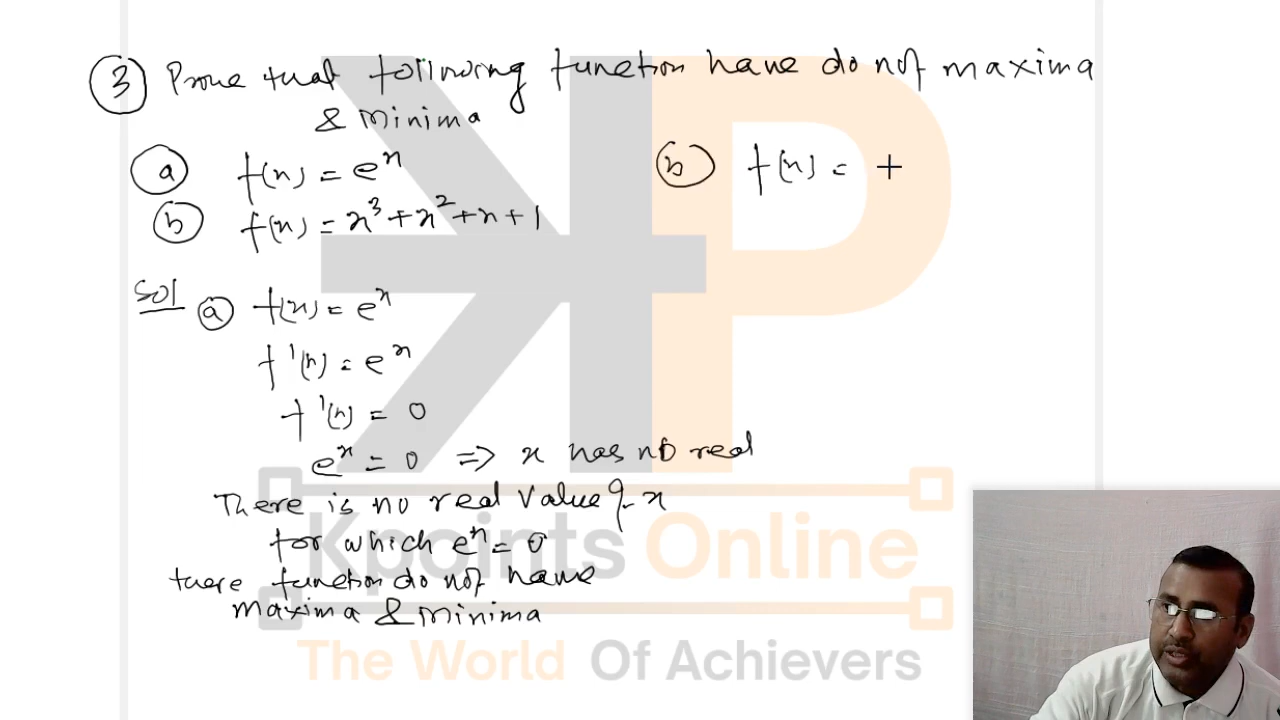 3 Prove that following function have do not maxima
& Minima
a f(x) = e^x
b f(x) = x^3 + x^2 + x + 1
Sol a f(x) = e^x
f'(x) = e^x
f'(x) = 0
e^x = 0 => x has no real
There is no real value of x
for which e^x = 0
there function do not have
maxima & Minima
b f(x) = +
Kpoints Online
The World Of Achievers